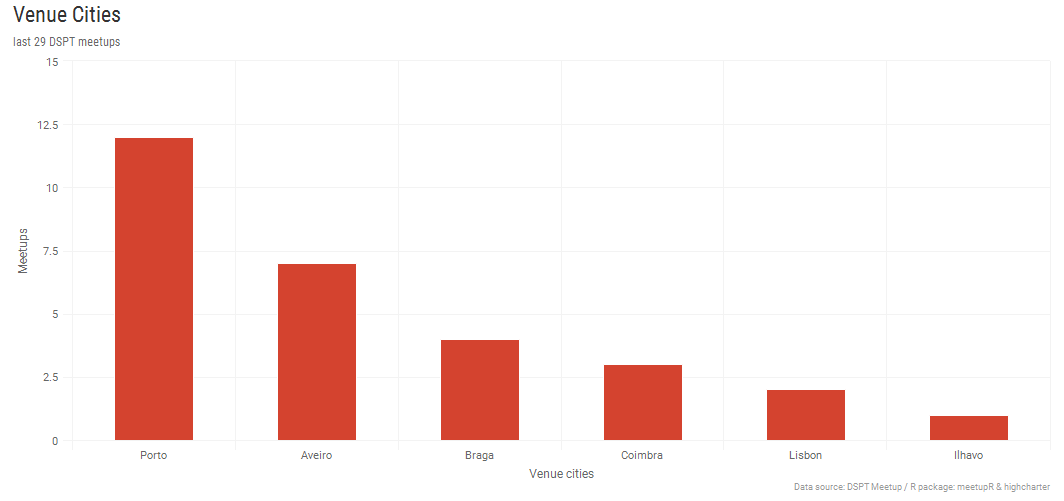 Venue Cities
last 29 DSPT meetups
15
12.5
10
7.5
5
2.5
0
Meetups
Porto Aveiro Braga Coimbra Lisbon Ilhavo
Venue cities
Data source: DSPT Meetup / R package: meetupR & highcharter